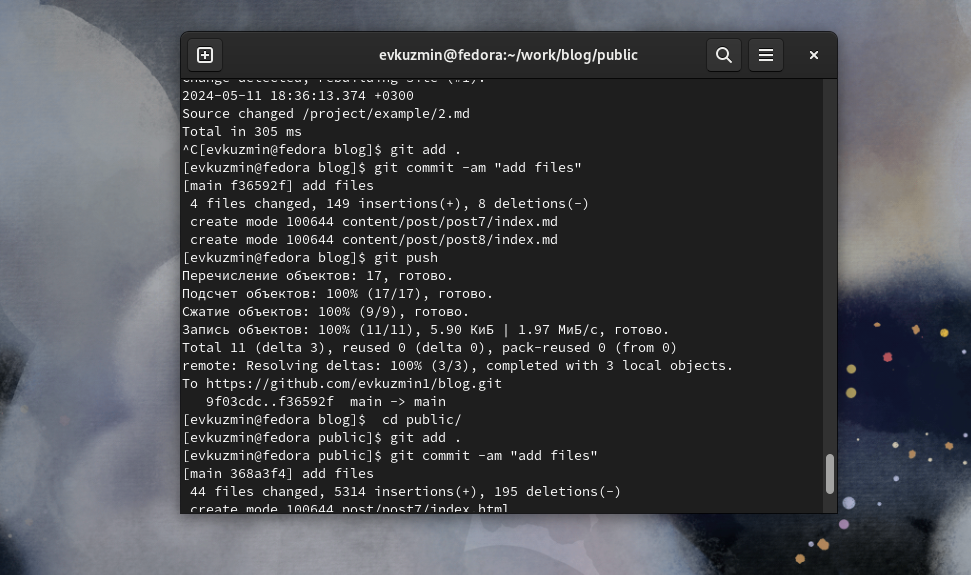 evkuzmin@fedora:~/work/blog/public
Change detected, rebuilding site (#1).
2024-05-11 18:36:13.374 +0300
Source changed /project/example/2.md
Total in 305 ms
^C[evkuzmin@fedora blog]$ git add .
[evkuzmin@fedora blog]$ git commit -am "add files"
[main f36592f] add files
 4 files changed, 149 insertions(+), 8 deletions(-)
 create mode 100644 content/post/post7/index.md
 create mode 100644 content/post/post8/index.md
[evkuzmin@fedora blog]$ git push
Перечисление объектов: 17, готово.
Подсчет объектов: 100% (17/17), готово.
Сжатие объектов: 100% (9/9), готово.
Запись объектов: 100% (11/11), 5.90 КиБ | 1.97 МиБ/с, готово.
Total 11 (delta 3), reused 0 (delta 0), pack-reused 0 (from 0)
remote: Resolving deltas: 100% (3/3), completed with 3 local objects.
To https://github.com/evkuzmin1/blog.git
   9f03cdc..f36592f  main -> main
[evkuzmin@fedora blog]$  cd public/
[evkuzmin@fedora public]$ git add .
[evkuzmin@fedora public]$ git commit -am "add files"
[main 368a3f4] add files
 44 files changed, 5314 insertions(+), 195 deletions(-)
 create mode 100644 post/post7/index.html